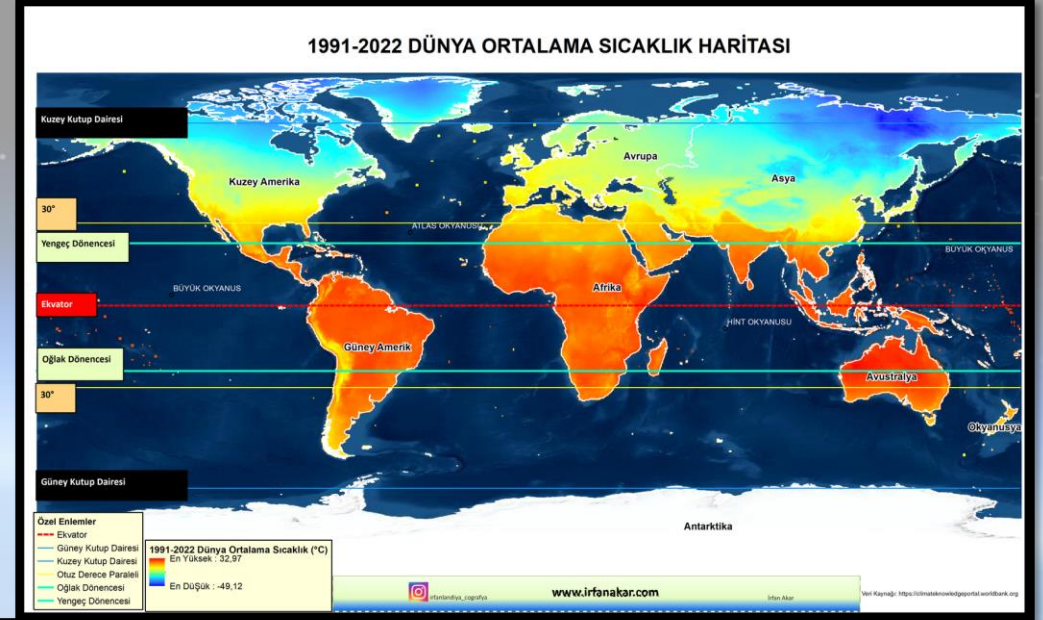 1991-2022 DÜNYA ORTALAMA SICAKLIK HARİTASI
Kuzey Kutup Dairesi
Kuzey Amerika
Avrupa
Asya
30°
ATLAS OKYANUSU
Yengeç Dönencesi
BÜYÜK OKYANUS
BÜYÜK OKYANUS
Afrika
Ekvator
HİNT OKYANUSU
Güney Amerik
Oğlak Dönencesi
Avustralya
30°
Okyanusya
Güney Kutup Dairesi
Antarktika
Özel Enlemler
Ekvator
Güney Kutup Dairesi
Kuzey Kutup Dairesi
Otuz Derece Paraleli
Oğlak Dönencesi
Yengeç Dönencesi
1991-2022 Dünya Ortalama Sıcaklık (°C)
En Yüksek : 32,97
En Düşük : -49,12
irfanlandiya_cografya
www.irfanakar.com
İrfan Akar
Veri Kaynağı: https://climateknowledgeportal.worldbank.org